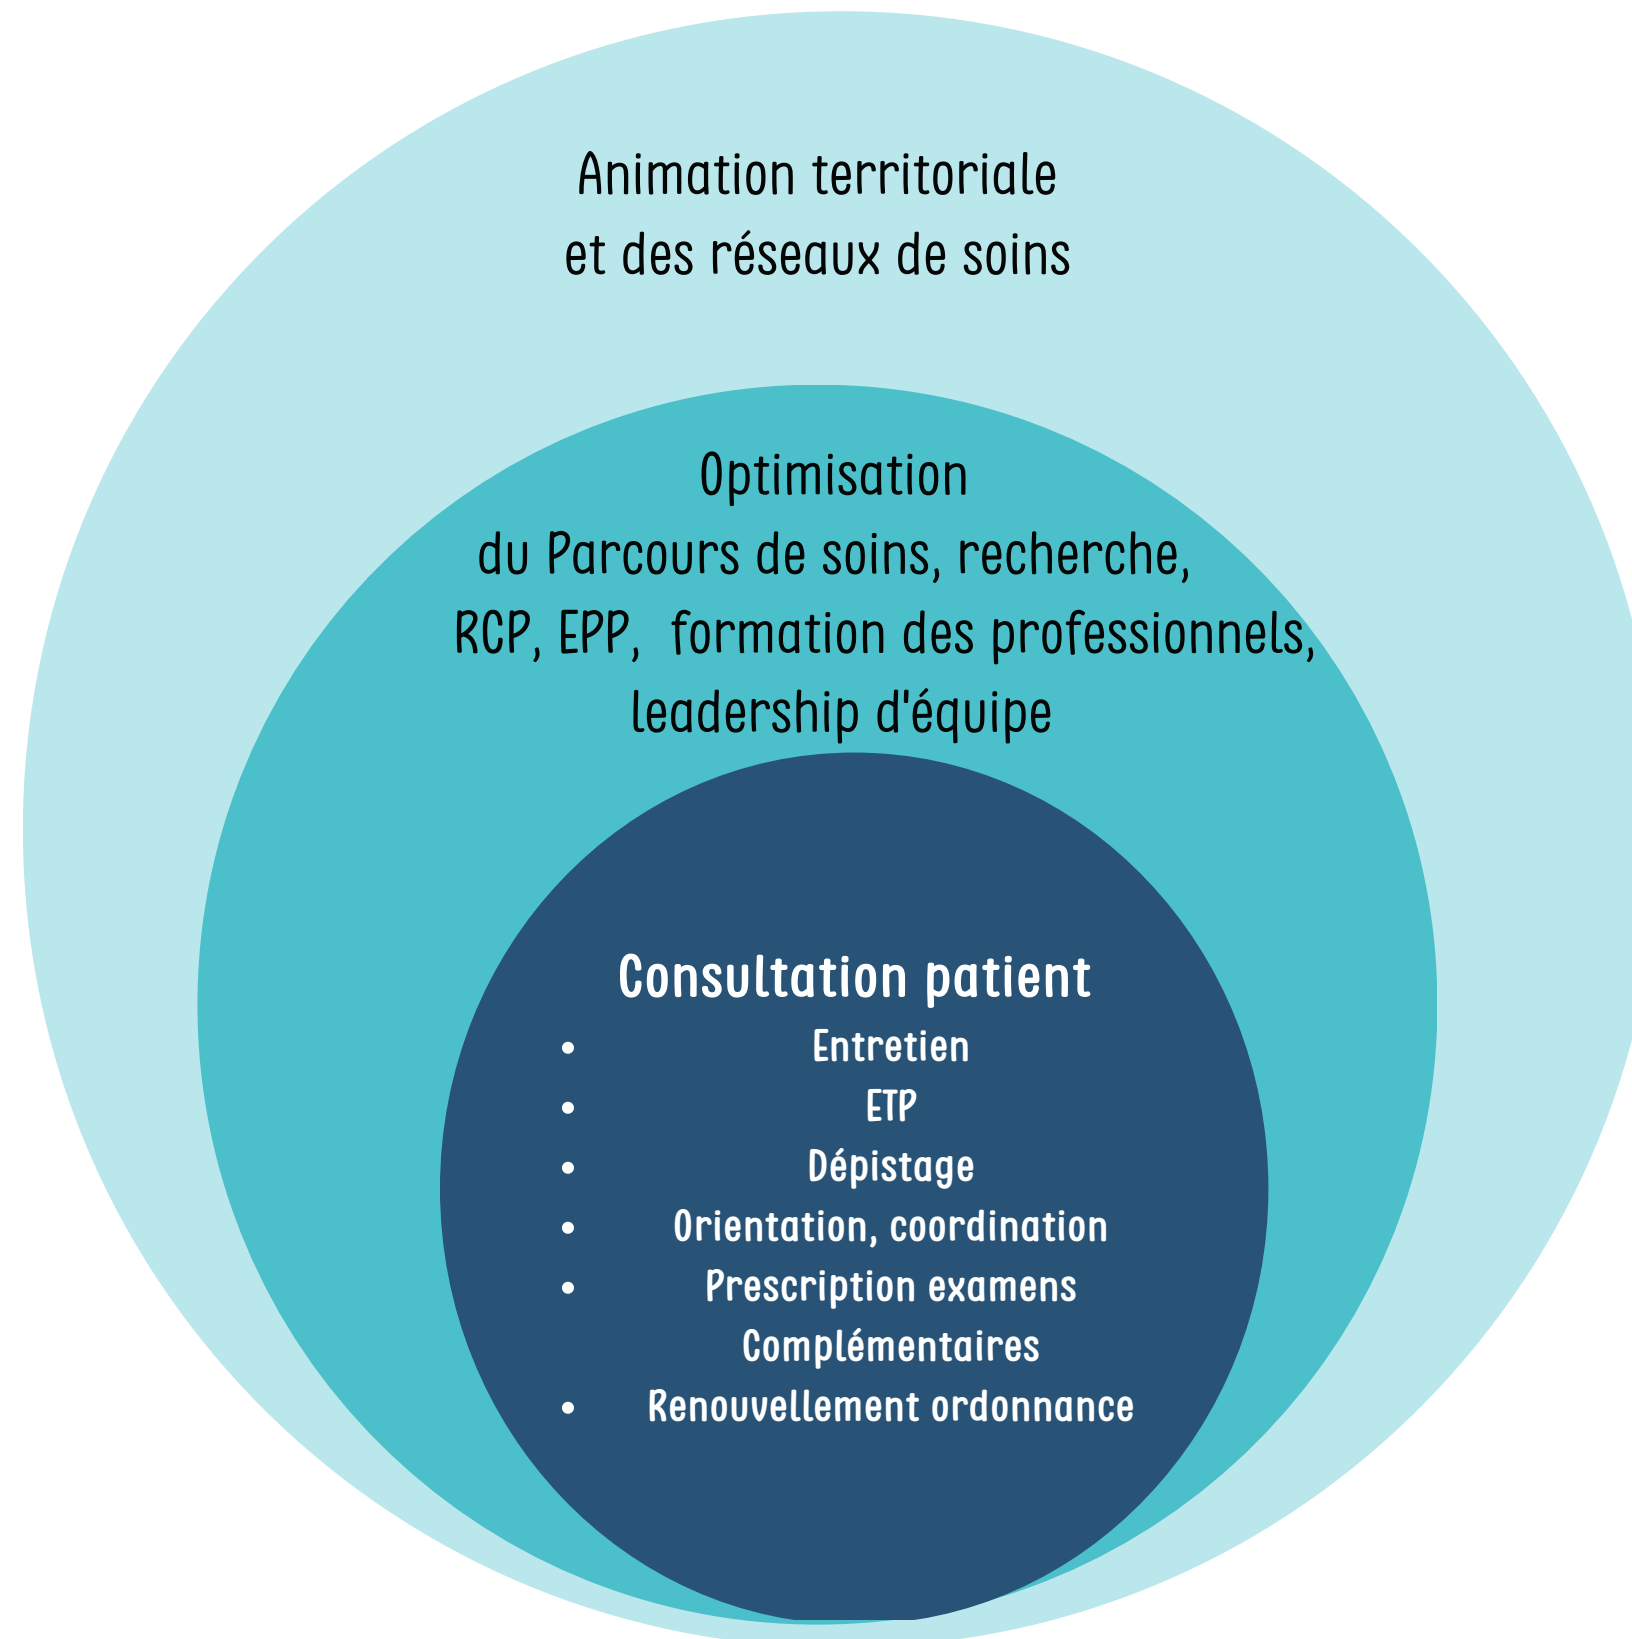 Animation territoriale
et des réseaux de soins
Optimisation
du Parcours de soins, recherche,
RCP, EPP, formation des professionnels,
leadership d'équipe
Consultation patient
• Entretien
• ETP
• Dépistage
• Orientation, coordination
• Prescription examens
Complémentaires
• Renouvellement ordonnance